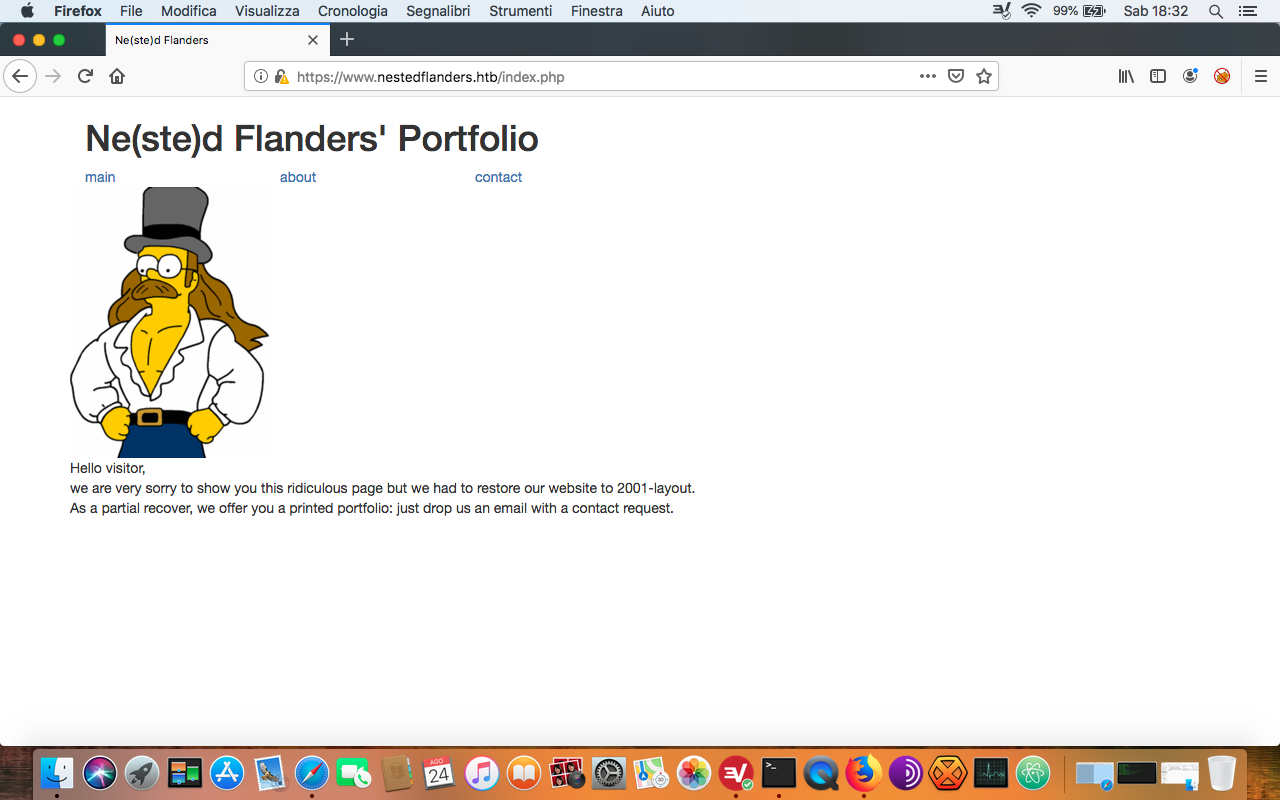 Firefox File Modifica Visualizza Cronologia Segnalibri Strumenti Finestra Aiuto 99% Sab 18:32
Ne(ste)d Flanders
https://www.nestedflanders.htb/index.php
Ne(ste)d Flanders' Portfolio
main about contact
Hello visitor,
we are very sorry to show you this ridiculous page but we had to restore our website to 2001-layout.
As a partial recover, we offer you a printed portfolio: just drop us an email with a contact request.
AGO
24